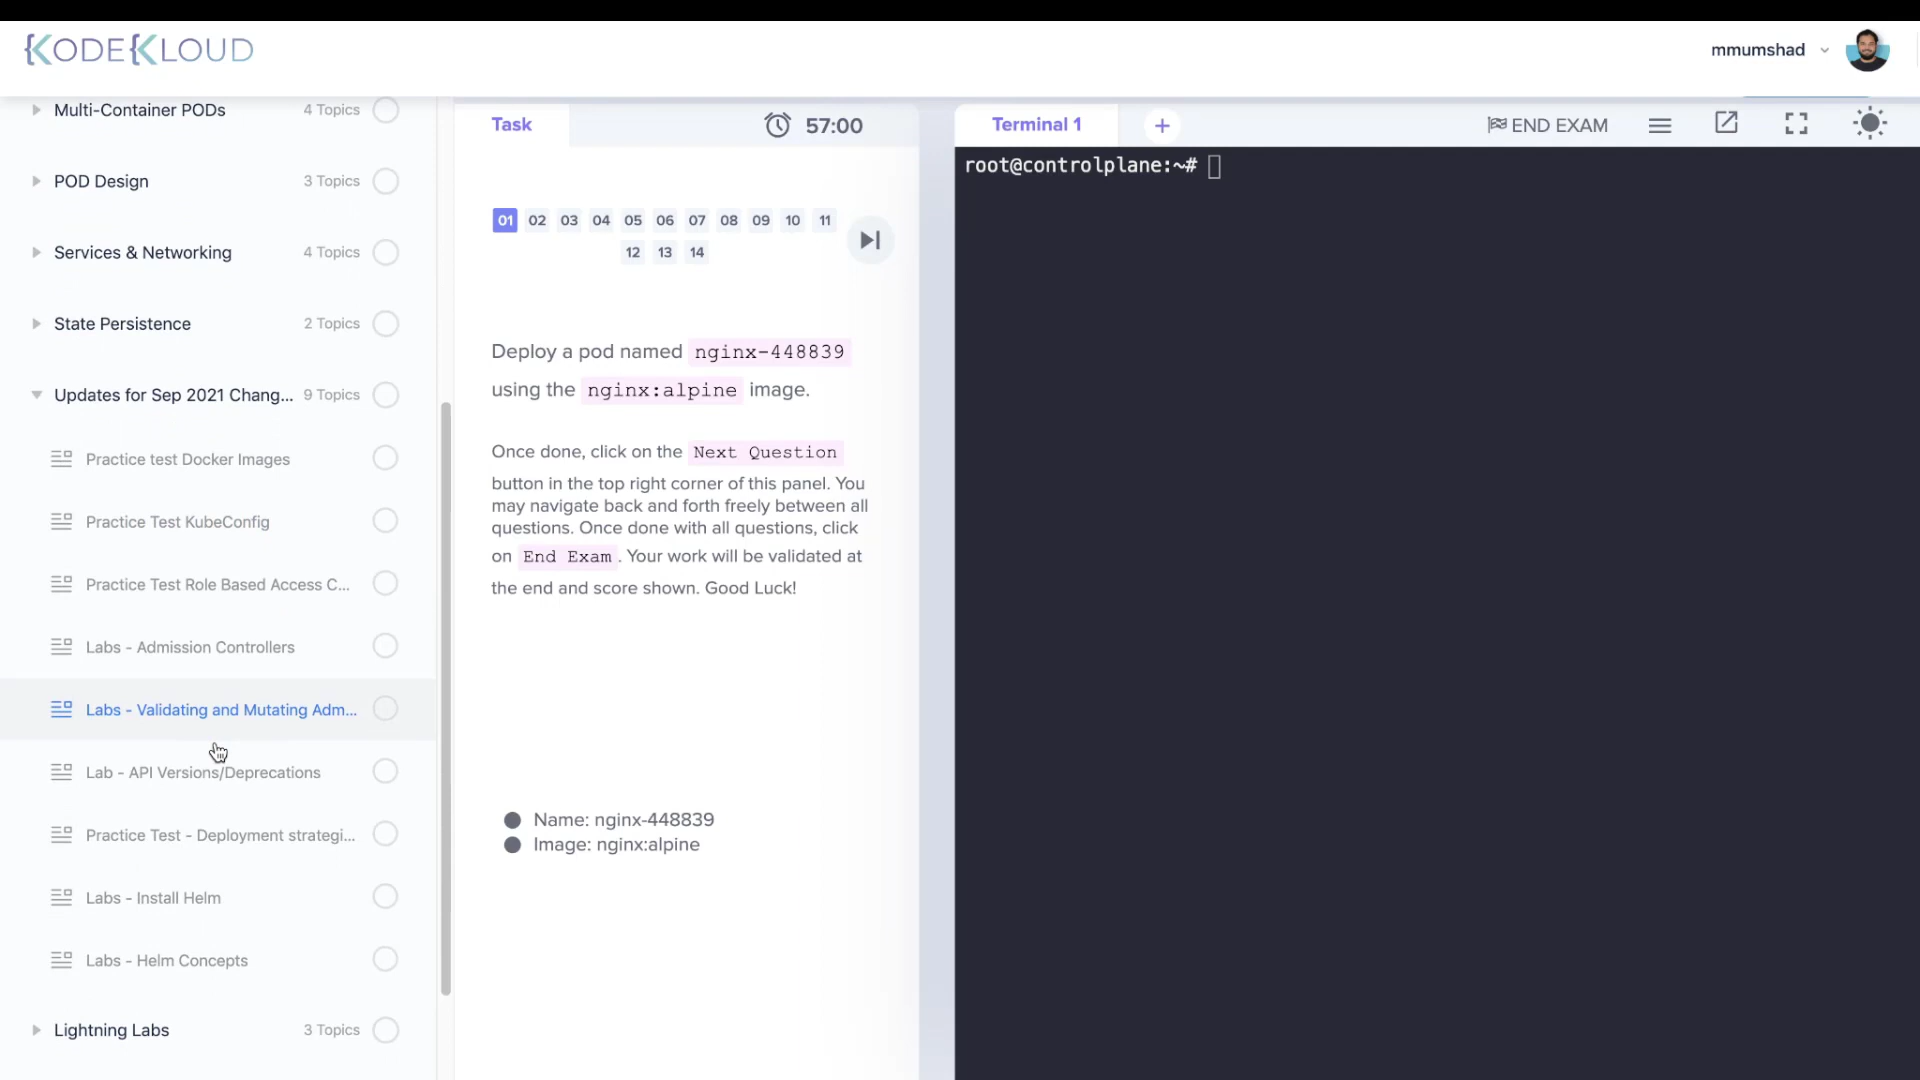 KODEKLOUD
mmumshad
Multi-Container PODs 4 Topics
POD Design 3 Topics
Services & Networking 4 Topics
State Persistence 2 Topics
Updates for Sep 2021 Chang... 9 Topics
Practice test Docker Images
Practice Test KubeConfig
Practice Test Role Based Access C...
Labs - Admission Controllers
Labs - Validating and Mutating Adm...
Lab - API Versions/Deprecations
Practice Test - Deployment strategi...
Labs - Install Helm
Labs - Helm Concepts
Lightning Labs 3 Topics
Task 57:00
01 02 03 04 05 06 07 08 09 10 11
12 13 14
Deploy a pod named nginx-448839
using the nginx:alpine image.
Once done, click on the Next Question
button in the top right corner of this panel. You
may navigate back and forth freely between all
questions. Once done with all questions, click
on End Exam. Your work will be validated at
the end and score shown. Good Luck!
Name: nginx-448839
Image: nginx:alpine
Terminal 1 + END EXAM
root@controlplane:~#